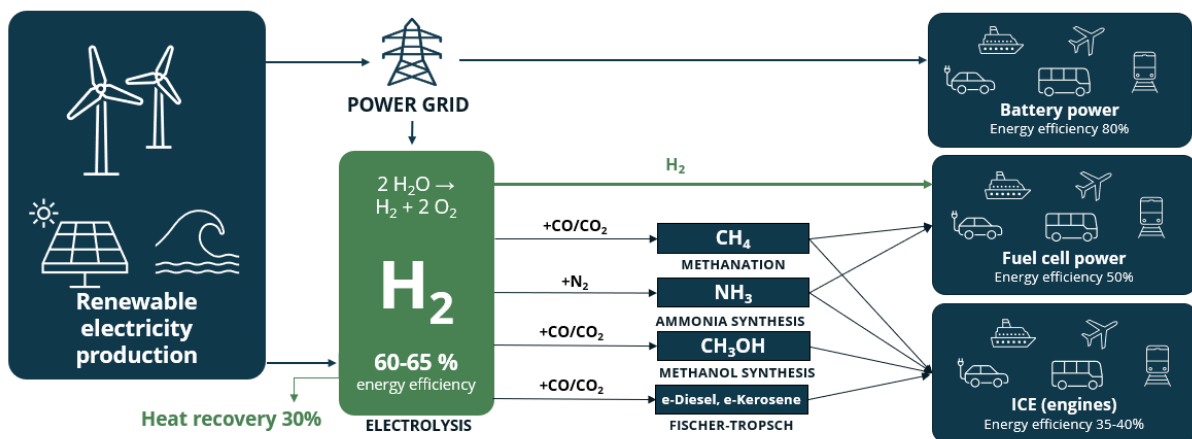 Renewable
electricity
production
POWER GRID
2 H₂O →
H₂ + 2 O₂
H₂
60-65 %
energy efficiency
ELECTROLYSIS
Heat recovery 30%
H₂
+CO/CO₂
CH₄
METHANATION
+N₂
NH₃
AMMONIA SYNTHESIS
+CO/CO₂
CH₃OH
METHANOL SYNTHESIS
+CO/CO₂
e-Diesel, e-Kerosene
FISCHER-TROPSCH
Battery power
Energy efficiency 80%
Fuel cell power
Energy efficiency 50%
ICE (engines)
Energy efficiency 35-40%